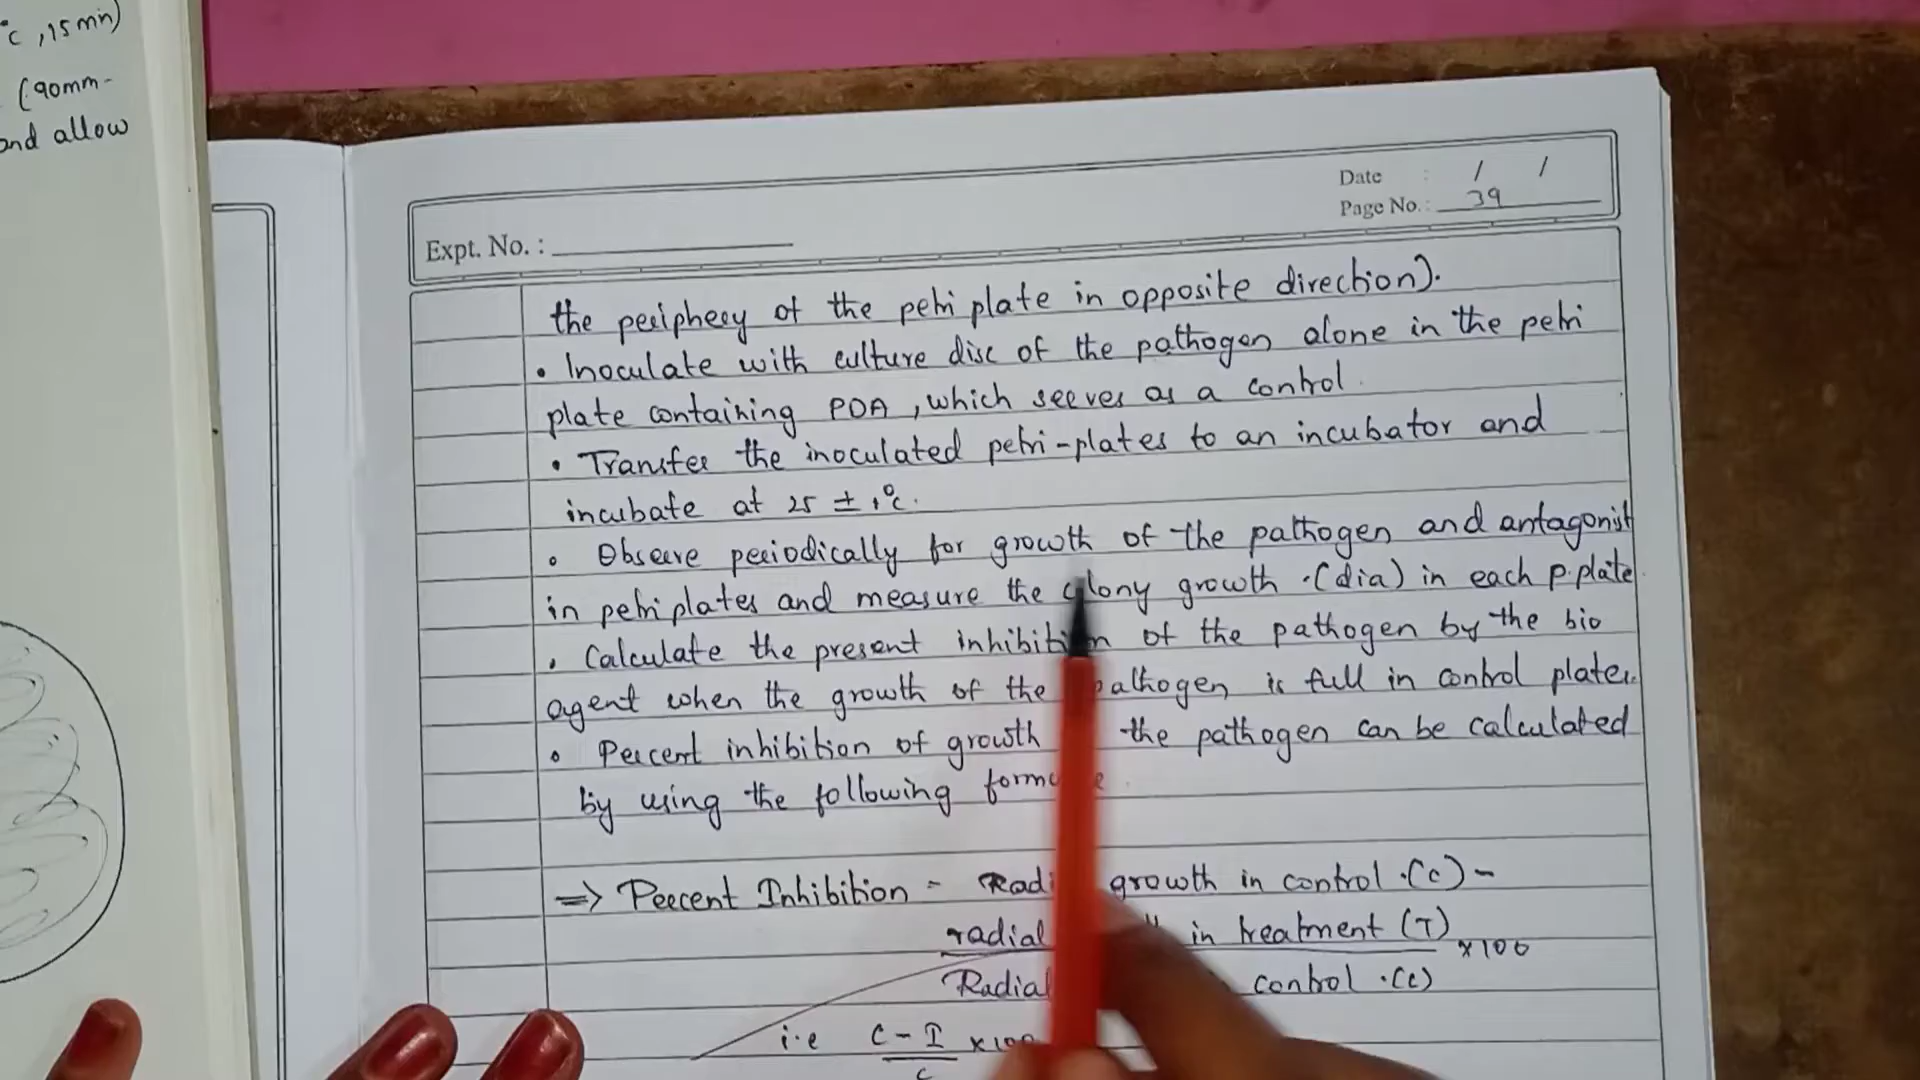 °c, 15 min)
(90mm-
and allow
Date : / /
Page No. : 39
Expt. No. :
the periphery of the petri plate in opposite direction).
• Inoculate with culture disc of the pathogen alone in the petri
plate containing PDA, which serves as a control.
• Transfer the inoculated petri-plates to an incubator and
incubate at 25 ± 1°c.
• Observe periodically for growth of the pathogen and antagonist
in petriplates and measure the colony growth .(dia) in each p.plate.
• Calculate the present inhibition of the pathogen by the bio
agent when the growth of the pathogen is full in control plates.
• Percent inhibition of growth the pathogen can be calculated
by using the following
=> Percent Inhibition = growth in control .(c) -
radial in treatment (T) x100
Radial control .(c)
i.e C - I x100
c